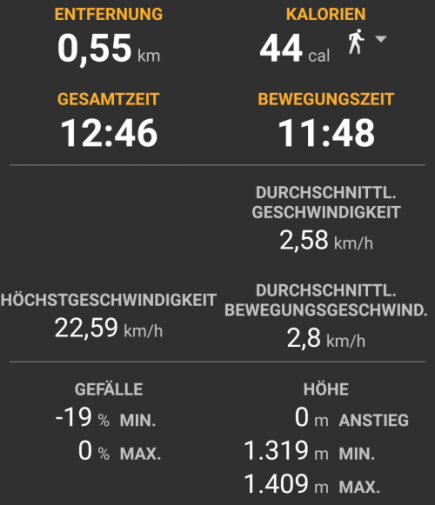 ENTFERNUNG
0,55 km
KALORIEN
44 cal
GESAMTZEIT
12:46
BEWEGUNGSZEIT
11:48
DURCHSCHNITTL.
GESCHWINDIGKEIT
2,58 km/h
HÖCHSTGESCHWINDIGKEIT
22,59 km/h
DURCHSCHNITTL.
BEWEGUNGSGESCHWIND.
2,8 km/h
GEFÄLLE
-19 % MIN.
0 % MAX.
HÖHE
0 m ANSTIEG
1.319 m MIN.
1.409 m MAX.